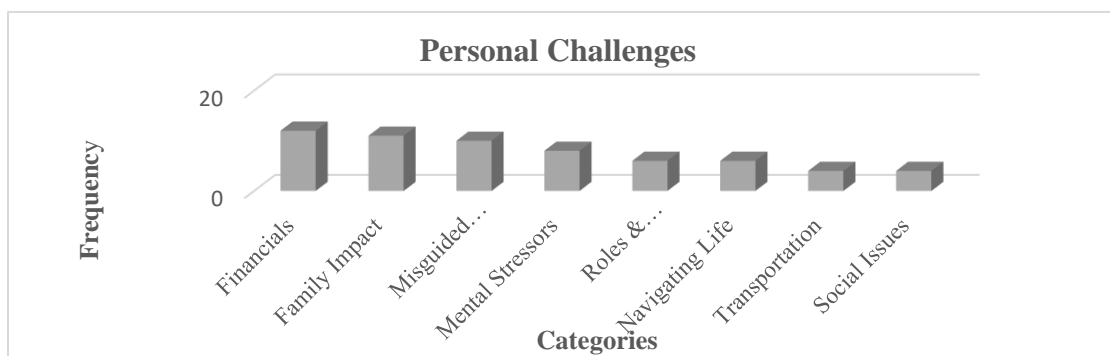 Personal Challenges
20
0
Frequency
Financials
Family Impact
Misguided…
Mental Stressors
Roles &…
Navigating Life
Transportation
Social Issues
Categories